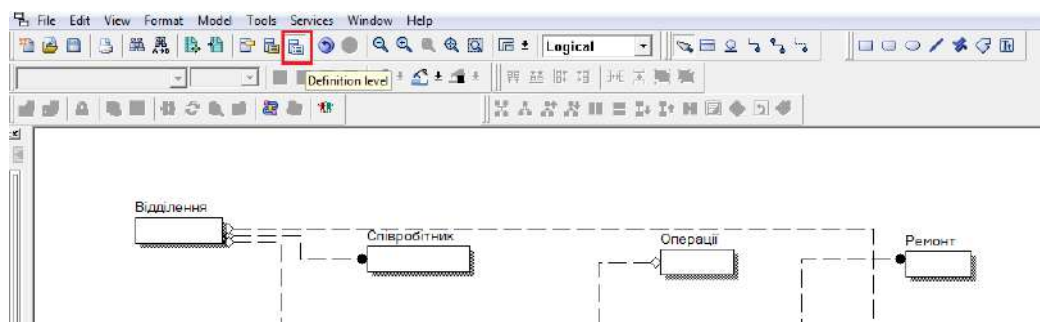 File Edit View Format Model Tools Services Window Help
Logical
Definition level
Відділення
Співробітник
Операції
Ремонт